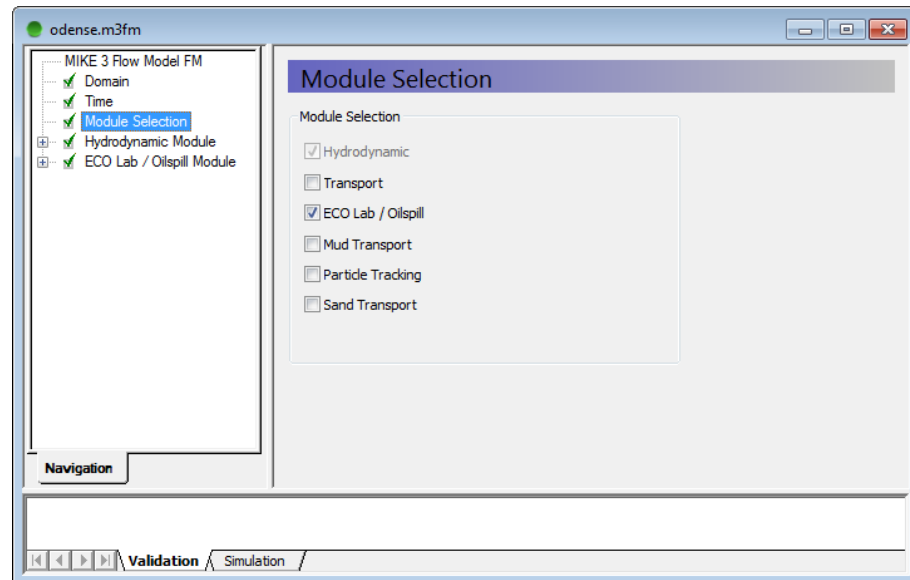 odense.m3fm
MIKE 3 Flow Model FM
Domain
Time
Module Selection
Hydrodynamic Module
ECO Lab / Oilspill Module
Navigation
Module Selection
Module Selection
Hydrodynamic
Transport
ECO Lab / Oilspill
Mud Transport
Particle Tracking
Sand Transport
Validation
Simulation